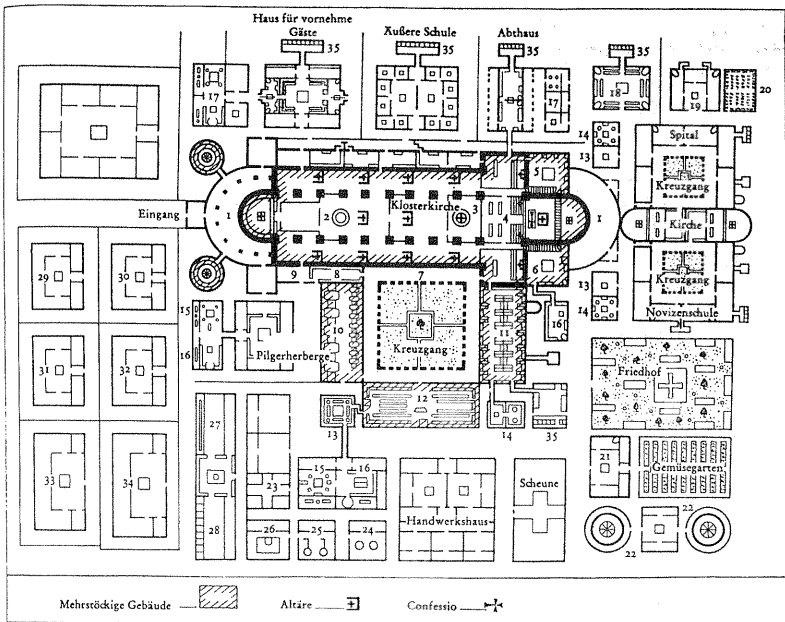 Haus für vornehme
Gäste
Äußere Schule
Abthaus
35
35
35
35
17
17
18
19
20
14
13
Spital
Kreuzgang
5
Klosterkirche
3
Eingang
1
2
4
1
Kirche
6
Kreuzgang
29
30
9
8
7
13
14
Novizenschule
15
10
11
16
16
Pilgerherberge
Kreuzgang
31
32
Friedhof
12
13
14
35
27
15
16
21
Gemüsegarten
33
34
23
Scheune
Handwerkshaus
22
28
26
25
24
22
Mehrstöckige Gebäude
Altäre
Confessio